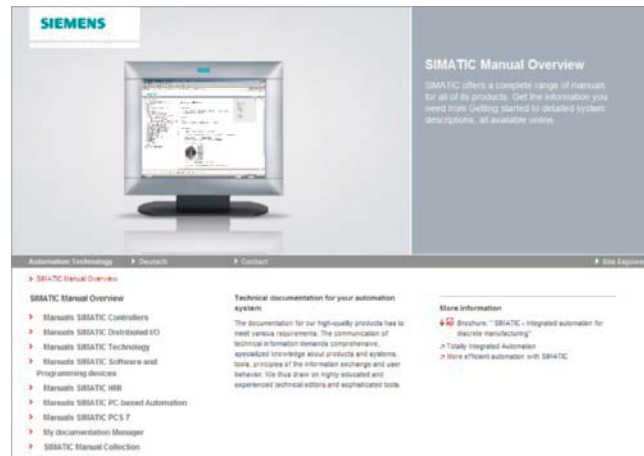 SIEMENS
SIMATIC Manual Overview
SIMATIC offers a complete range of manuals
for all of its products. Get the information you
need from Getting started to detailed system
descriptions, all available online
Automation Technology
Deutsch
Contact
Site Explorer
SIMATIC Manual Overview
SIMATIC Manual Overview
Manuals SIMATIC Controllers
Manuals SIMATIC Distributed I/O
Manuals SIMATIC Technology
Manuals SIMATIC Software and
Programming devices
Manuals SIMATIC HMI
Manuals SIMATIC PC-based Automation
Manuals SIMATIC PCS 7
My documentation Manager
SIMATIC Manual Collection
Technical documentation for your automation
system
The documentation for our high-quality products has to
meet various requirements. The communication of
technical information demands comprehensive,
specialized knowledge about products and systems,
tools, principles of the information exchange and user
behavior. We thus draw on highly educated and
experienced technical editors and sophisticated tools.
More information
Brochure: "SIMATIC - Integrated automation for
discrete manufacturing"
Totally Integrated Automation
More efficient automation with SIMATIC